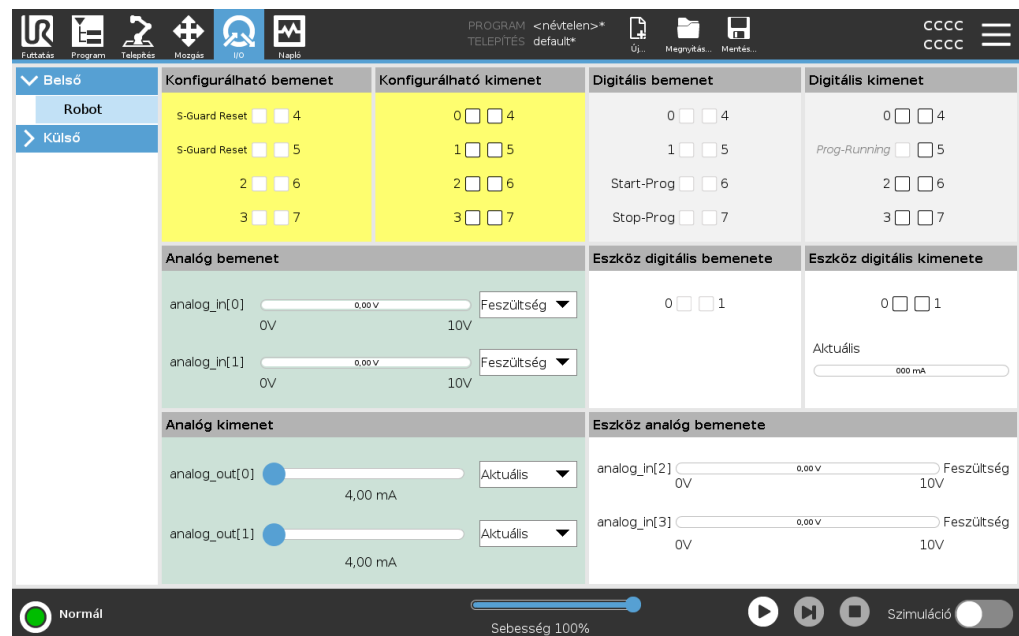 UR
PROGRAM <névtelen>*
TELEPÍTÉS default*
CCCC
CCCC
Futtatás Program Telepítés Mozgás I/O Napló Új... Megnyitás... Mentés...
Belső
Robot
Külső
Konfigurálható bemenet
S-Guard Reset 4
S-Guard Reset 5
2 6
3 7
Konfigurálható kimenet
0 4
1 5
2 6
3 7
Digitális bemenet
0 4
1 5
Start-Prog 6
Stop-Prog 7
Digitális kimenet
0 4
Prog-Running 5
2 6
3 7
Analóg bemenet
analog_in[0] 0,00 V Feszültség
0V 10V
analog_in[1] 0,00 V Feszültség
0V 10V
Eszköz digitális bemenete
0 1
Eszköz digitális kimenete
0 1
Aktuális
000 mA
Analóg kimenet
analog_out[0] Aktuális
4,00 mA
analog_out[1] Aktuális
4,00 mA
Eszköz analóg bemenete
analog_in[2] 0,00 V Feszültség
0V 10V
analog_in[3] 0,00 V Feszültség
0V 10V
Normál
Sebesség 100%
Szimuláció